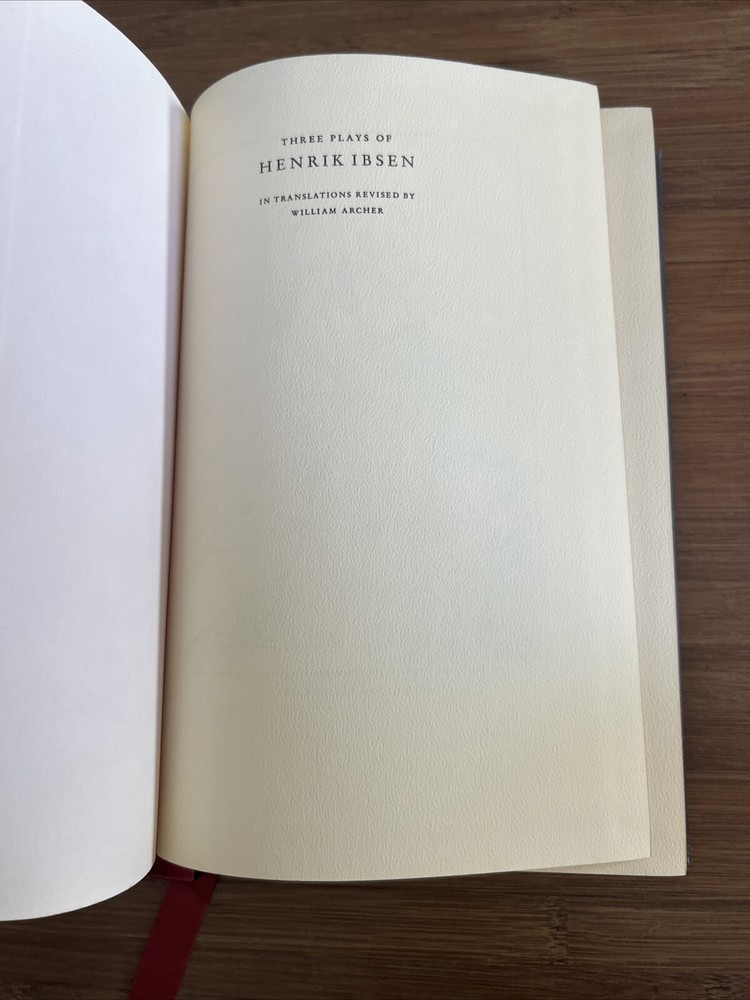 THREE PLAYS OF
HENRIK IBSEN
IN TRANSLATIONS REVISED BY
WILLIAM ARCHER